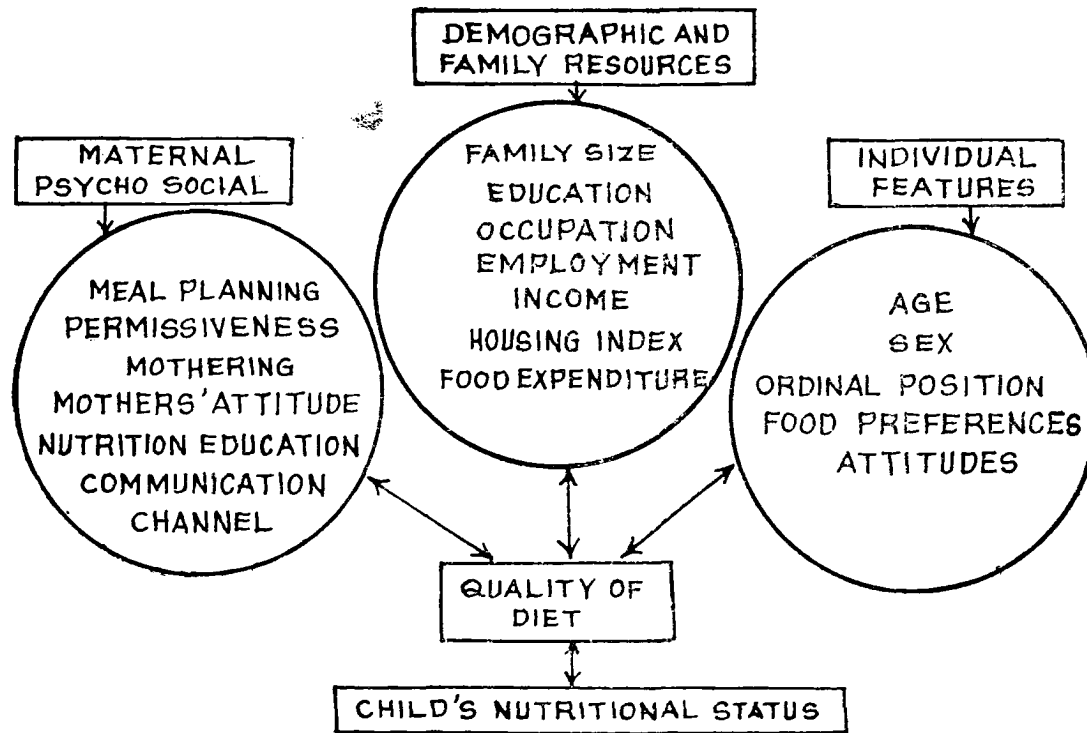 DEMOGRAPHIC AND
FAMILY RESOURCES
MATERNAL
PSYCHO SOCIAL
INDIVIDUAL
FEATURES
FAMILY SIZE
EDUCATION
OCCUPATION
EMPLOYMENT
INCOME
HOUSING INDEX
FOOD EXPENDITURE
MEAL PLANNING
PERMISSIVENESS
MOTHERING
MOTHERS' ATTITUDE
NUTRITION EDUCATION
COMMUNICATION
CHANNEL
AGE
SEX
ORDINAL POSITION
FOOD PREFERENCES
ATTITUDES
QUALITY OF
DIET
CHILD'S NUTRITIONAL STATUS